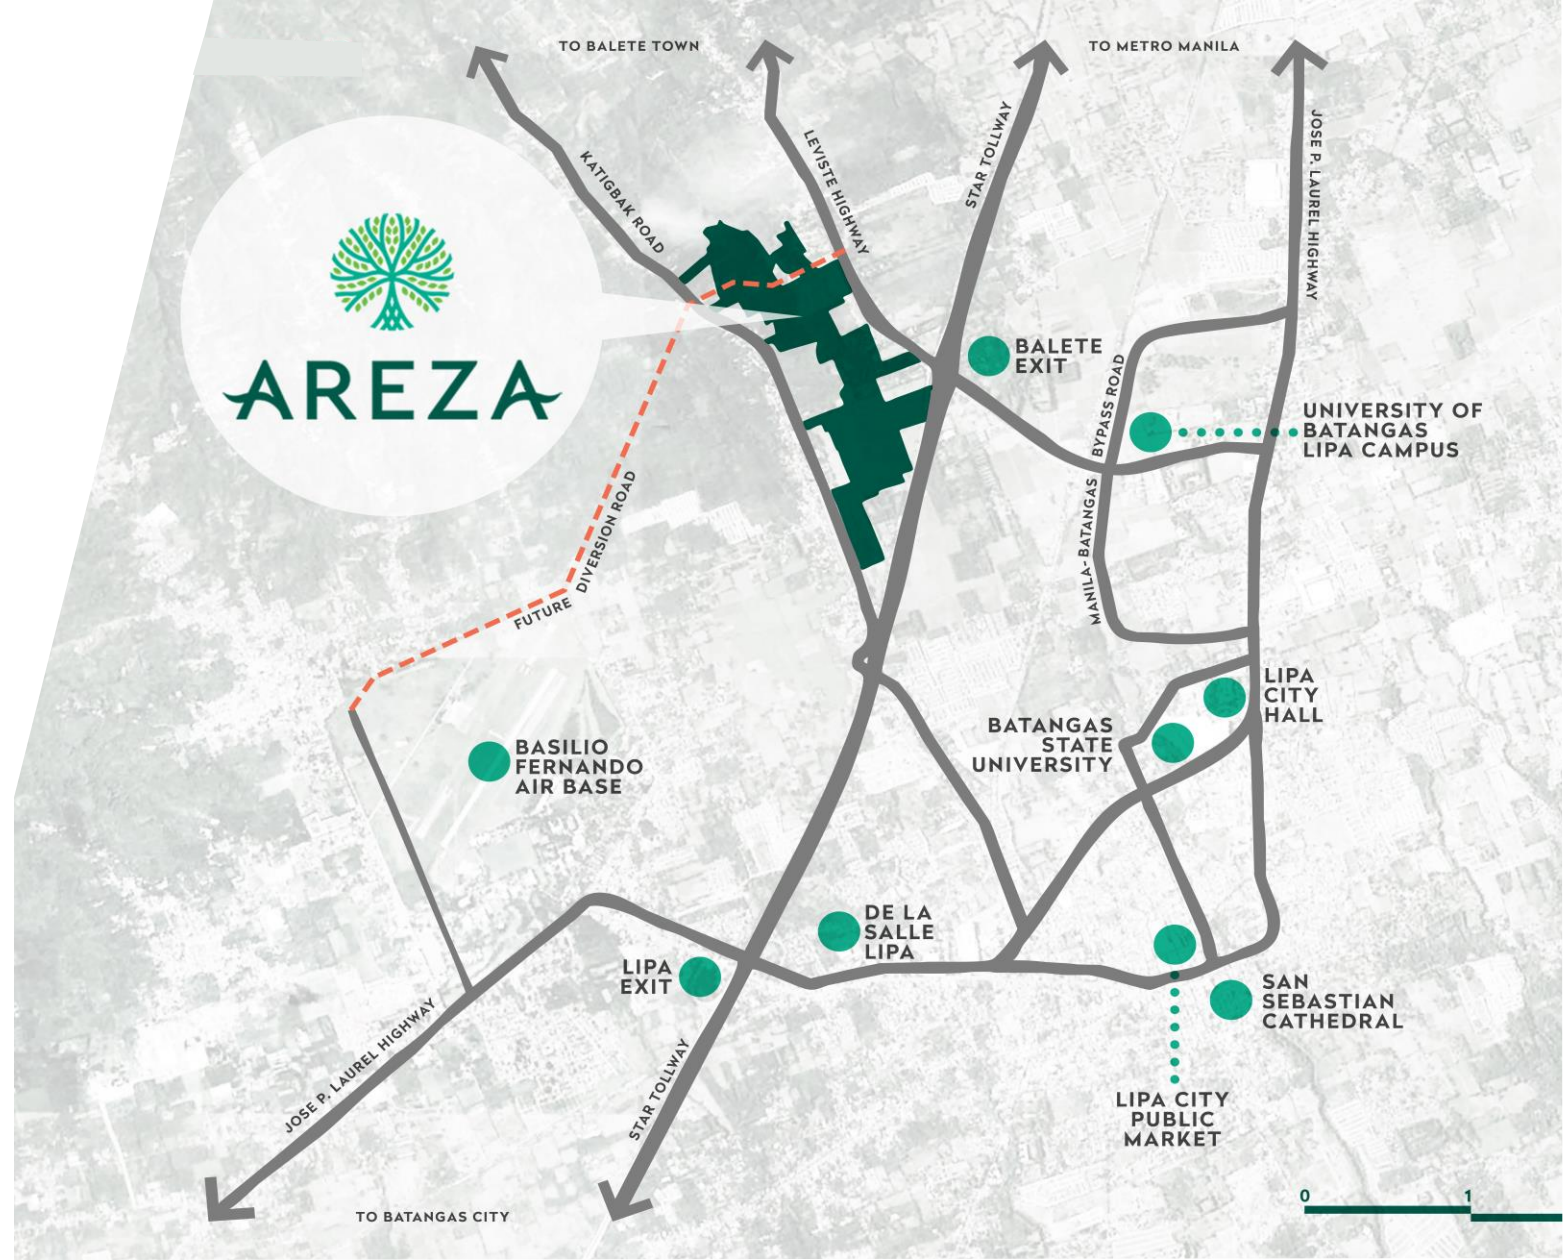 TO BALETE TOWN
TO METRO MANILA
KATIGBAK ROAD
LEVISTE HIGHWAY
STAR TOLLWAY
JOSE P. LAUREL HIGHWAY
AREZA
BALETE
EXIT
MANILA-BATANGAS BYPASS ROAD
UNIVERSITY OF
BATANGAS
LIPA CAMPUS
FUTURE DIVERSION ROAD
LIPA
CITY
HALL
BATANGAS
STATE
UNIVERSITY
BASILIO
FERNANDO
AIR BASE
DE LA
SALLE
LIPA
LIPA
EXIT
SAN
SEBASTIAN
CATHEDRAL
JOSE P. LAUREL HIGHWAY
STAR TOLLWAY
LIPA CITY
PUBLIC
MARKET
TO BATANGAS CITY
0 1